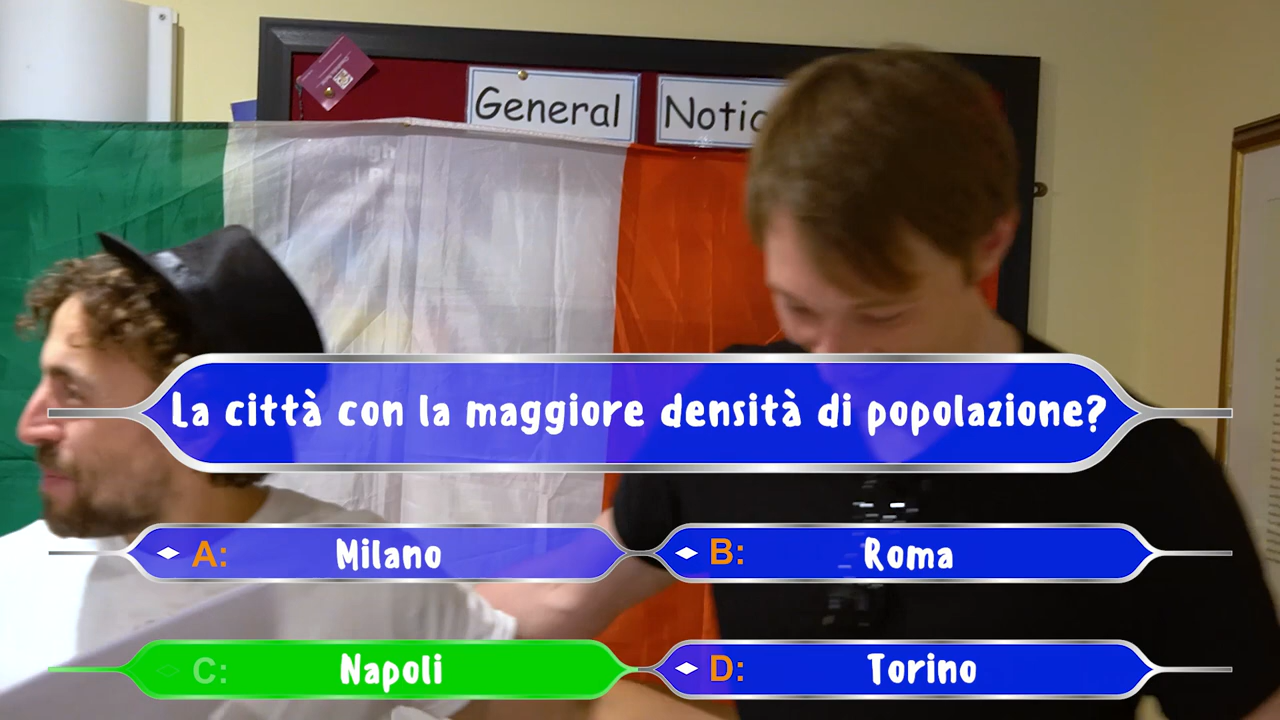 General
Notic
La città con la maggiore densità di popolazione?
A: Milano
B: Roma
C: Napoli
D: Torino